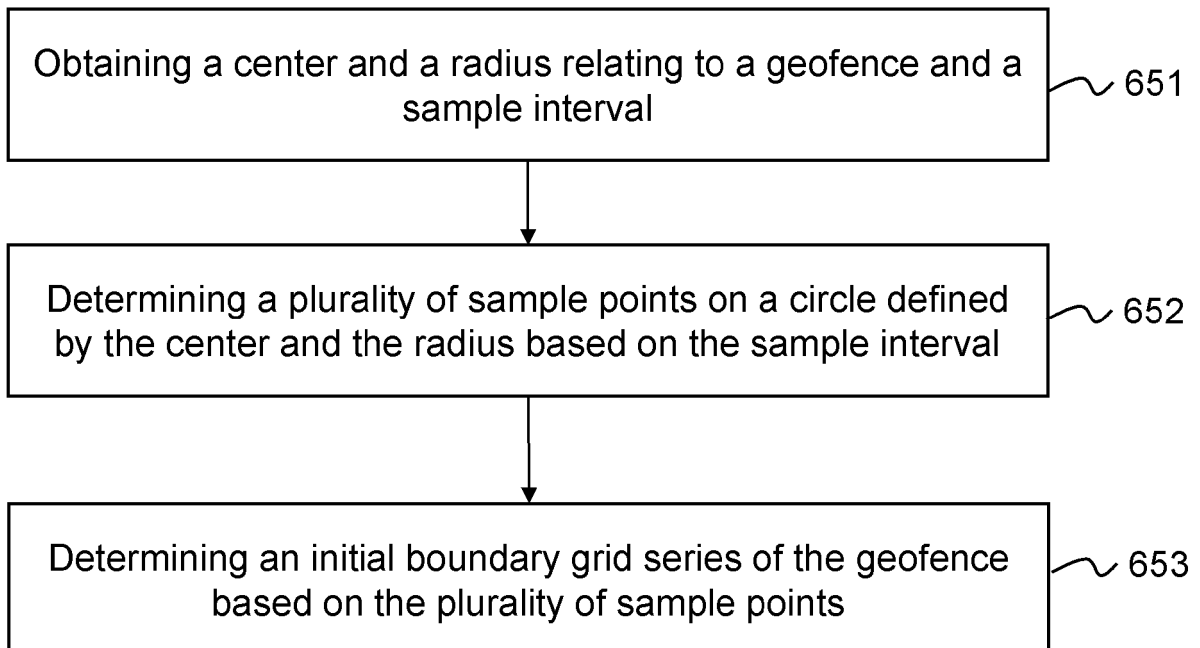 Obtaining a center and a radius relating to a geofence and a
sample interval
651
Determining a plurality of sample points on a circle defined
by the center and the radius based on the sample interval
652
Determining an initial boundary grid series of the geofence
based on the plurality of sample points
653